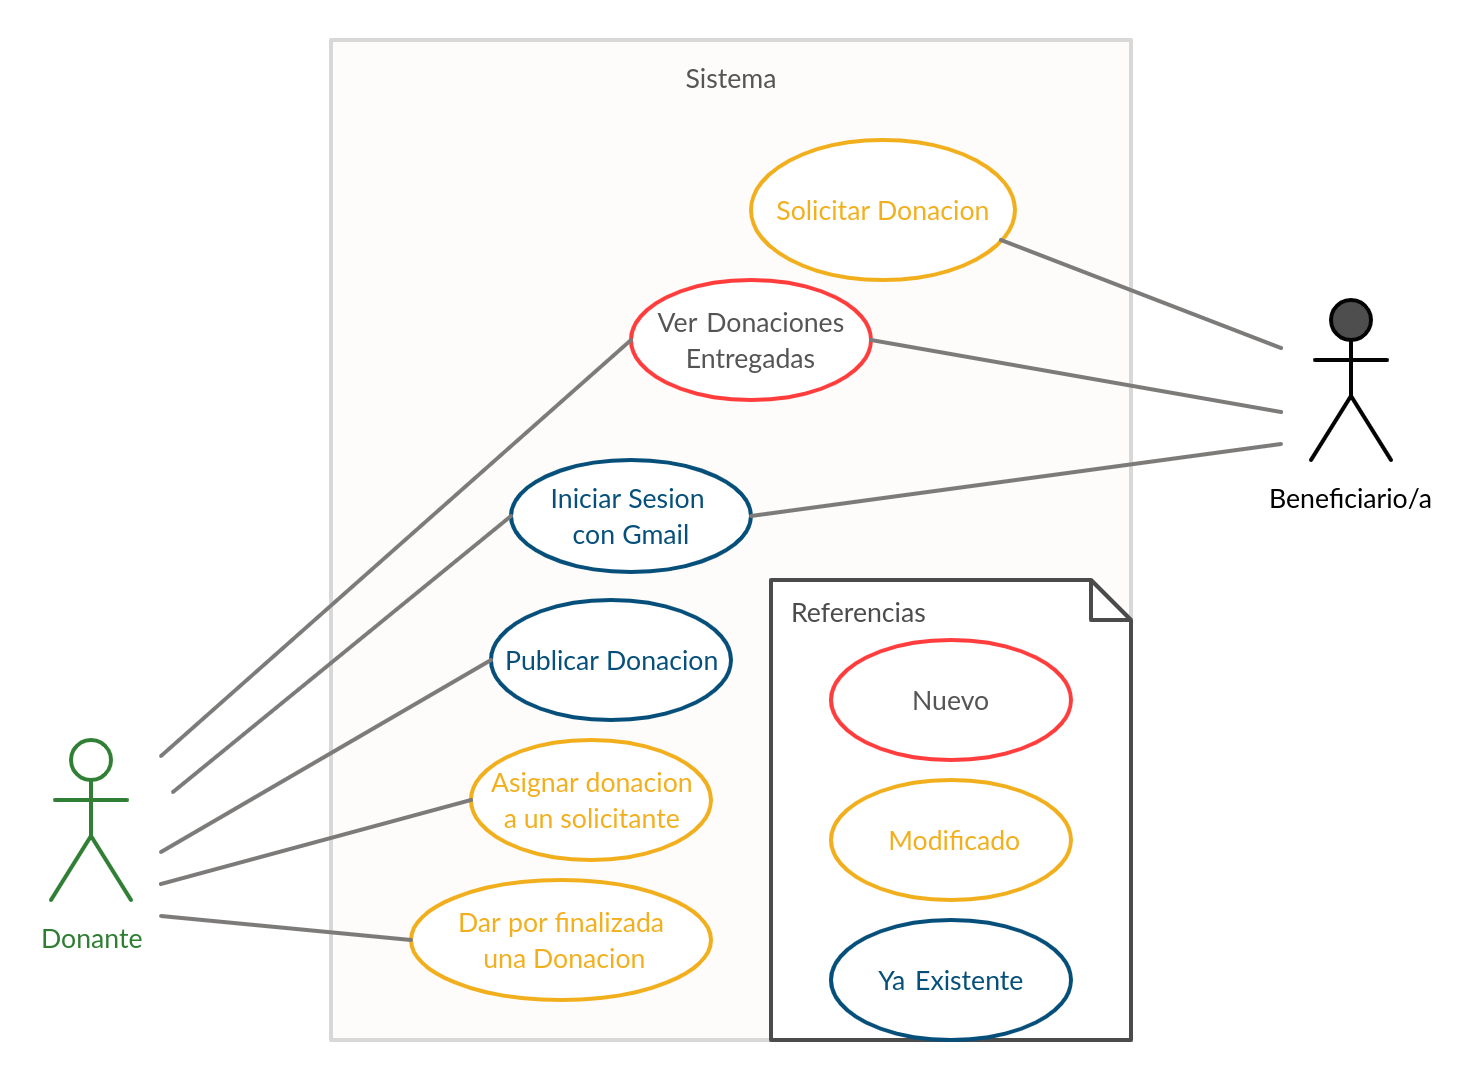 Sistema
Solicitar Donacion
Ver Donaciones
Entregadas
Iniciar Sesion
con Gmail
Beneficiario/a
Publicar Donacion
Asignar donacion
a un solicitante
Dar por finalizada
una Donacion
Donante
Referencias
Nuevo
Modificado
Ya Existente